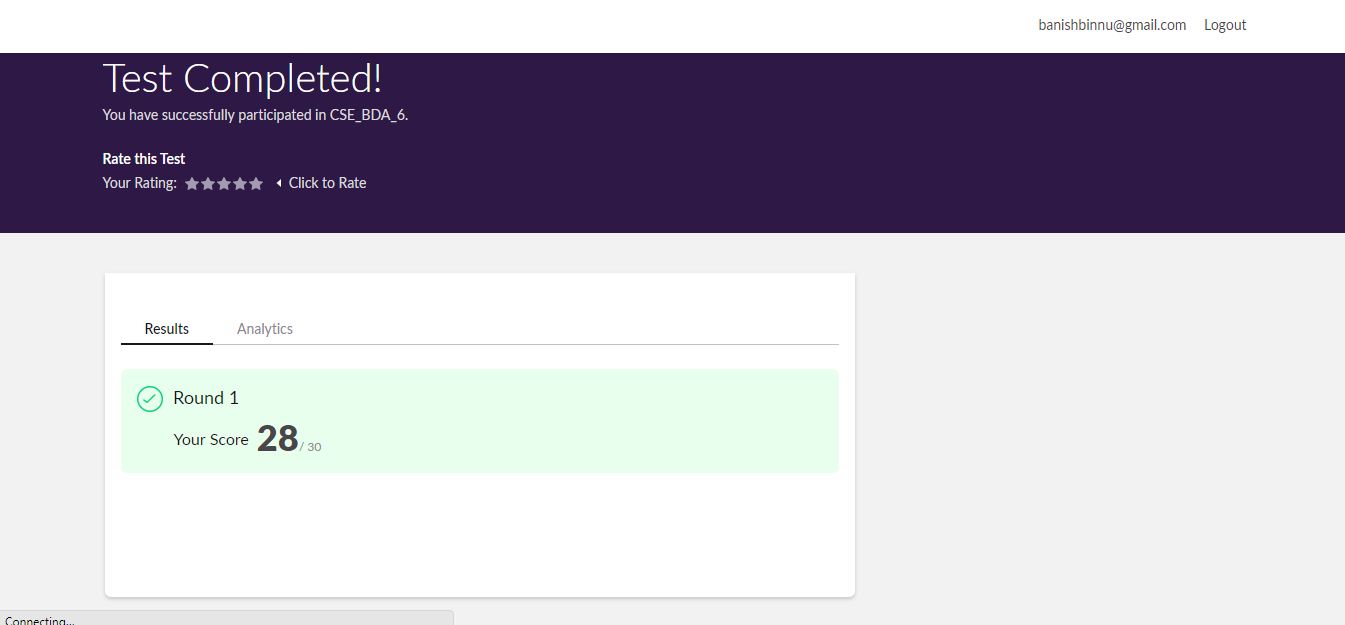 banishbinnu@gmail.com Logout
Test Completed!
You have successfully participated in CSE_BDA_6.
Rate this Test
Your Rating: Click to Rate
Results Analytics
Round 1
Your Score 28 / 30
Connecting...